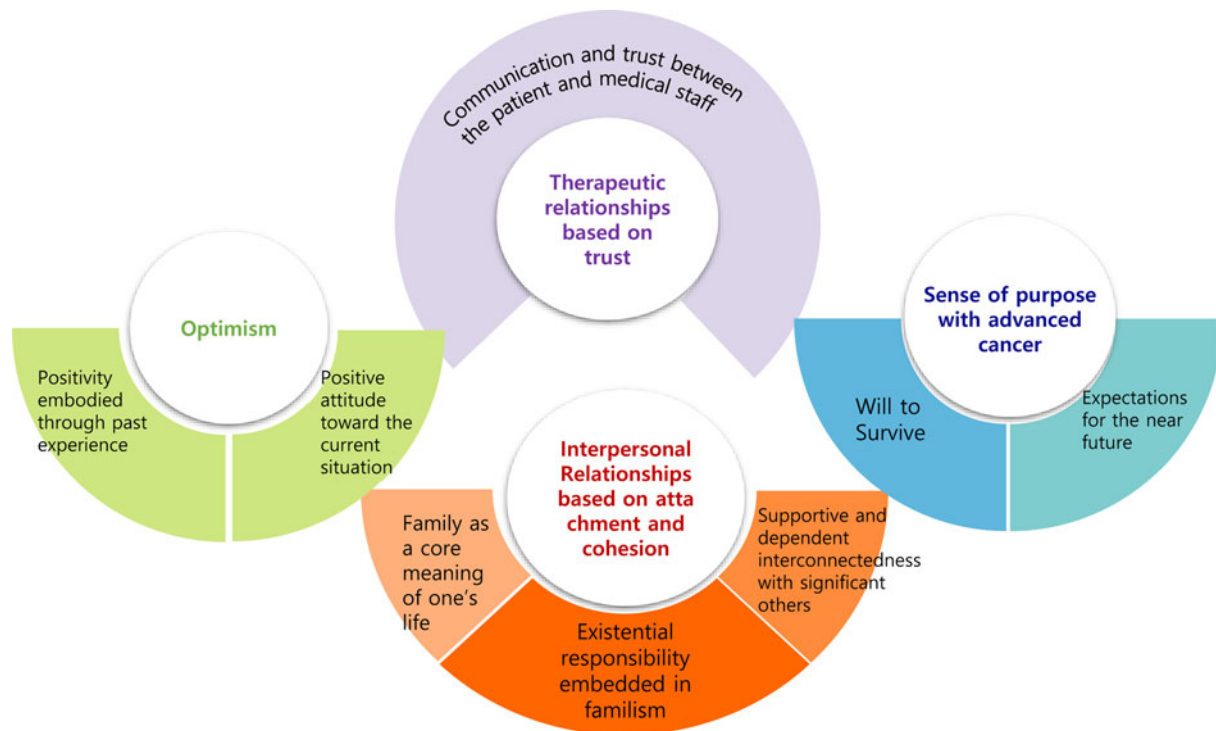 Communication and trust between
the patient and medical staff
Therapeutic
relationships
based on
trust
Optimism
Positivity
embodied
through past
experience
Positive
attitude
toward the
current
situation
Sense of purpose
with advanced
cancer
Will to
Survive
Expectations
for the near
future
Interpersonal
Relationships
based on atta
chment and
cohesion
Family as
a core
meaning
of one's
life
Existential
responsibility
embedded in
familism
Supportive and
dependent
interconnectedness
with significant
others